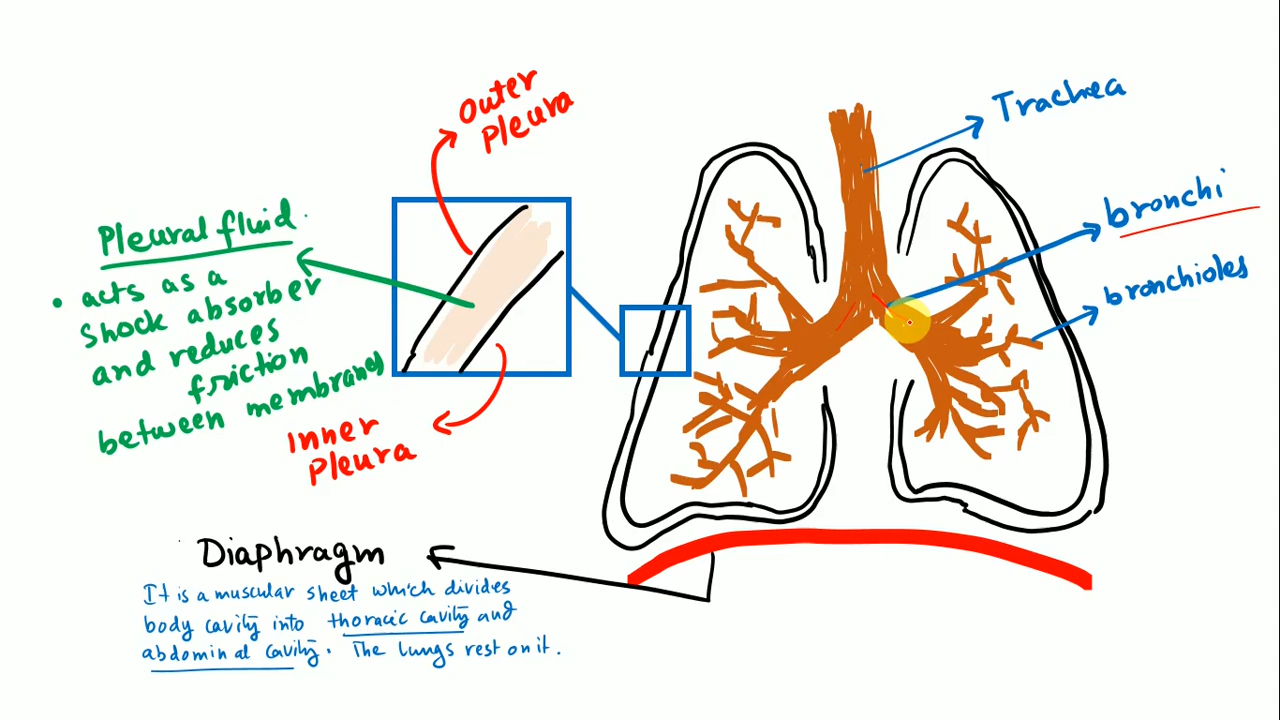 Outer
Pleura
Trachea
bronchi
bronchioles
Pleural fluid
• acts as a
shock absorber
and reduces
friction
between membranes
Inner
Pleura
Diaphragm
It is a muscular sheet which divides
body cavity into thoracic cavity and
abdominal cavity. The lungs rest on it.